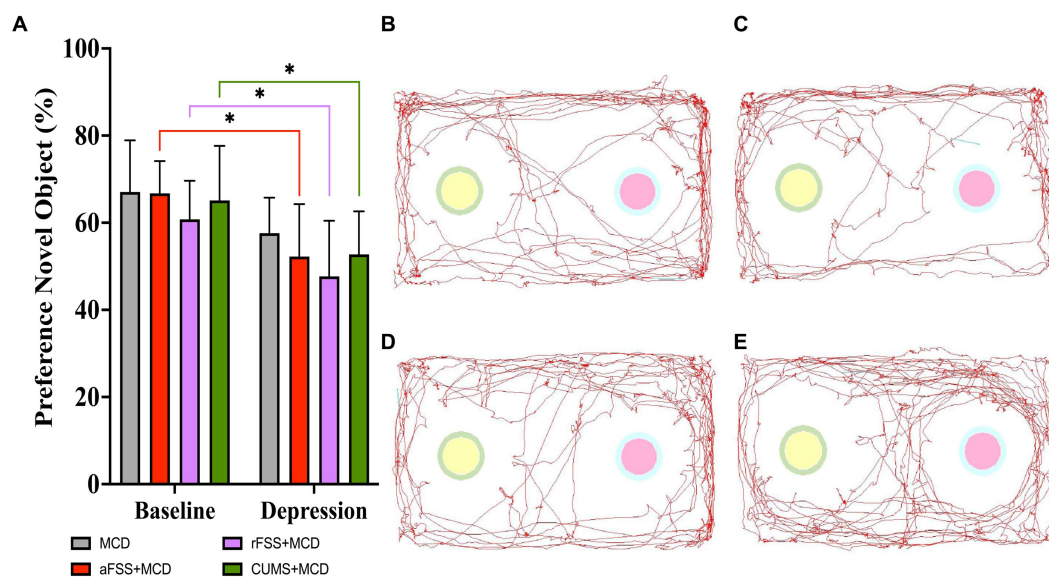 A
B
C
D
E
Preference Novel Object (%)
100
80
60
40
20
0
*
*
*
Baseline
Depression
MCD
rFSS+MCD
aFSS+MCD
CUMS+MCD